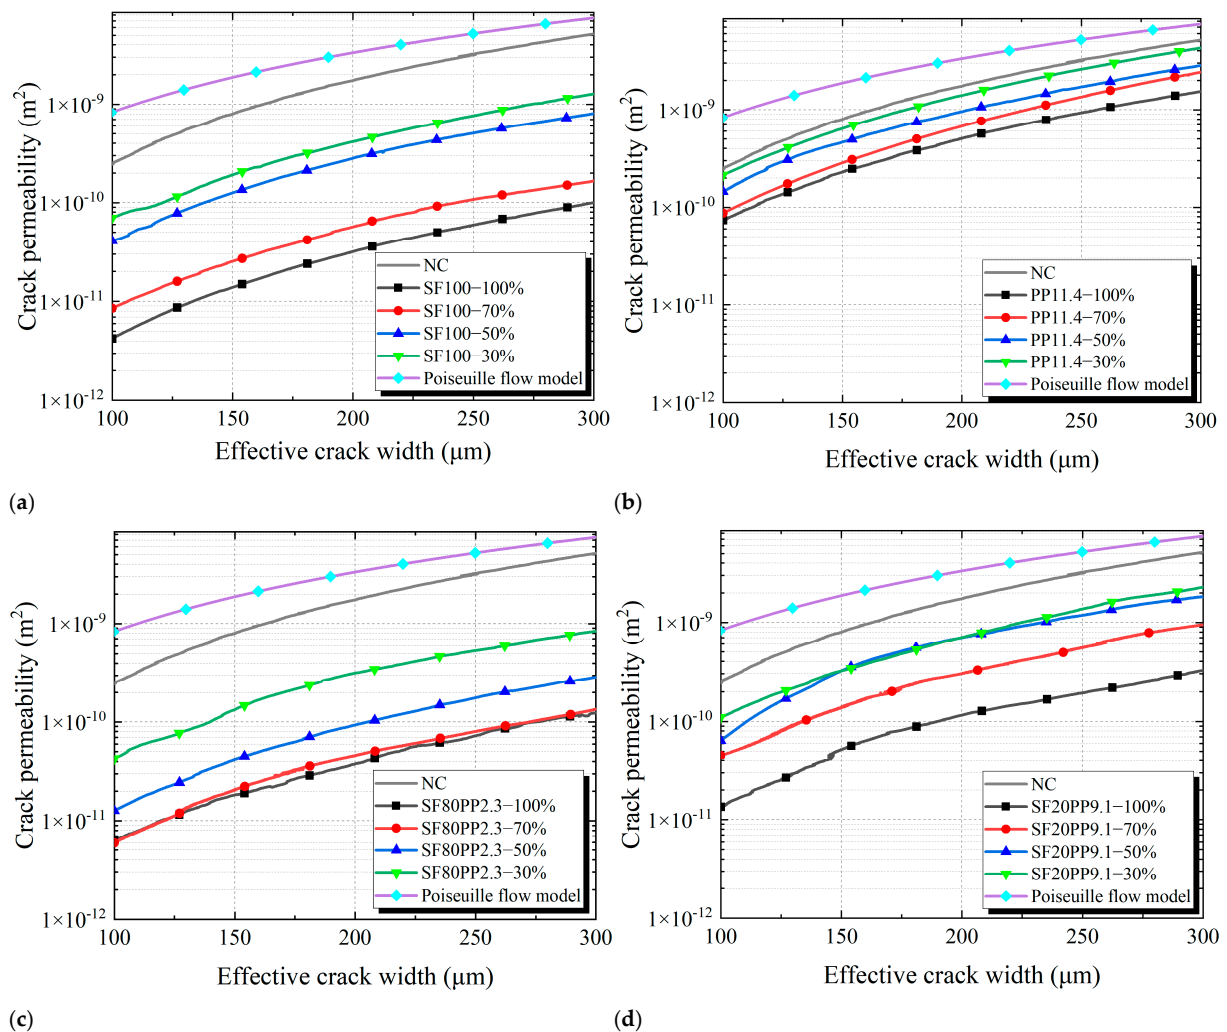 Crack permeability (m²)
1×10⁻⁹
1×10⁻¹⁰
1×10⁻¹¹
1×10⁻¹²
NC
SF100−100%
SF100−70%
SF100−50%
SF100−30%
Poiseuille flow model
100 150 200 250 300
Effective crack width (μm)
(a)
Crack permeability (m²)
1×10⁻⁹
1×10⁻¹⁰
1×10⁻¹¹
1×10⁻¹²
NC
PP11.4−100%
PP11.4−70%
PP11.4−50%
PP11.4−30%
Poiseuille flow model
100 150 200 250 300
Effective crack width (μm)
(b)
Crack permeability (m²)
1×10⁻⁹
1×10⁻¹⁰
1×10⁻¹¹
1×10⁻¹²
NC
SF80PP2.3−100%
SF80PP2.3−70%
SF80PP2.3−50%
SF80PP2.3−30%
Poiseuille flow model
100 150 200 250 300
Effective crack width (μm)
(c)
Crack permeability (m²)
1×10⁻⁹
1×10⁻¹⁰
1×10⁻¹¹
1×10⁻¹²
NC
SF20PP9.1−100%
SF20PP9.1−70%
SF20PP9.1−50%
SF20PP9.1−30%
Poiseuille flow model
100 150 200 250 300
Effective crack width (μm)
(d)